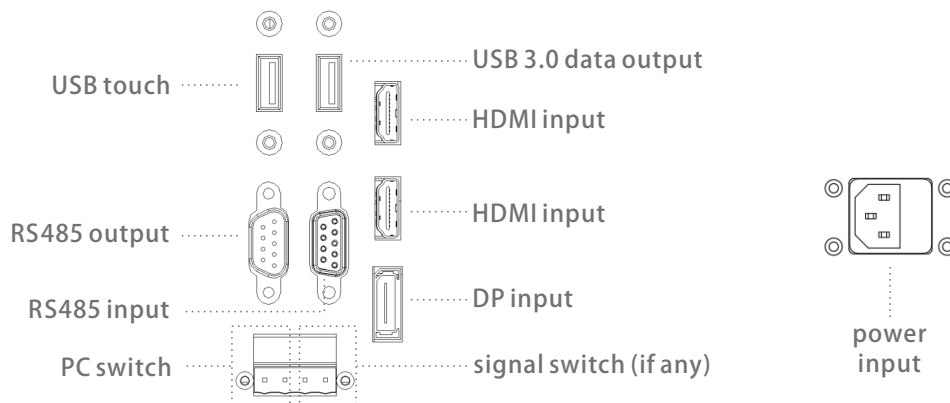 USB touch
USB 3.0 data output
HDMI input
HDMI input
RS485 output
RS485 input
DP input
PC switch
signal switch (if any)
power
input